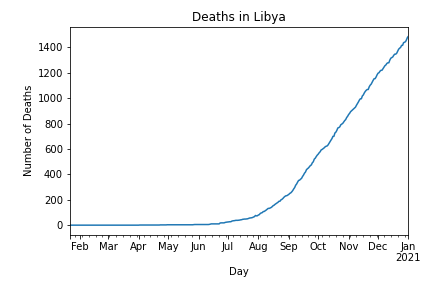 Deaths in Libya
Number of Deaths
1400
1200
1000
800
600
400
200
0
Feb Mar Apr May Jun Jul Aug Sep Oct Nov Dec Jan
2021
Day